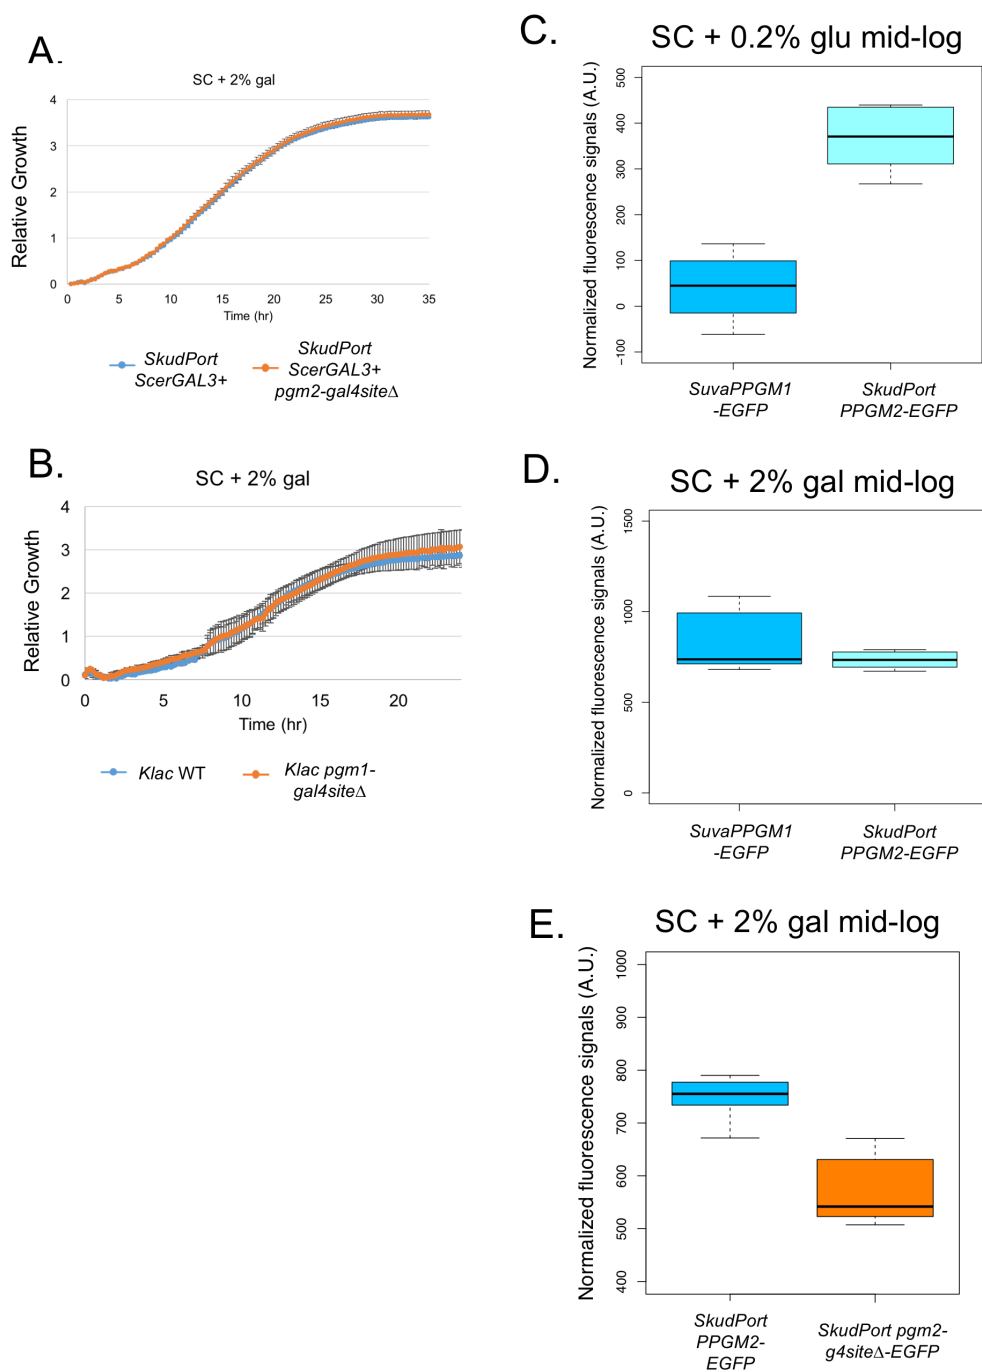 A.
SC + 2% gal
Relative Growth
4
3
2
1
0
0 5 10 15 20 25 30 35
Time (hr)
SkudPort
ScerGAL3+
SkudPort
ScerGAL3+
pgm2-gal4siteΔ
B.
SC + 2% gal
Relative Growth
4
3
2
1
0
0 5 10 15 20
Time (hr)
Klac WT
Klac pgm1-
gal4siteΔ
C.
SC + 0.2% glu mid-log
Normalized fluorescence signals (A.U.)
500
400
300
200
100
0
−100
SuvaPPGM1
-EGFP
SkudPort
PPGM2-EGFP
D.
SC + 2% gal mid-log
Normalized fluorescence signals (A.U.)
1500
1000
500
0
SuvaPPGM1
-EGFP
SkudPort
PPGM2-EGFP
E.
SC + 2% gal mid-log
Normalized fluorescence signals (A.U.)
1000
900
800
700
600
500
400
SkudPort
PPGM2-
EGFP
SkudPort pgm2-
g4siteΔ-EGFP